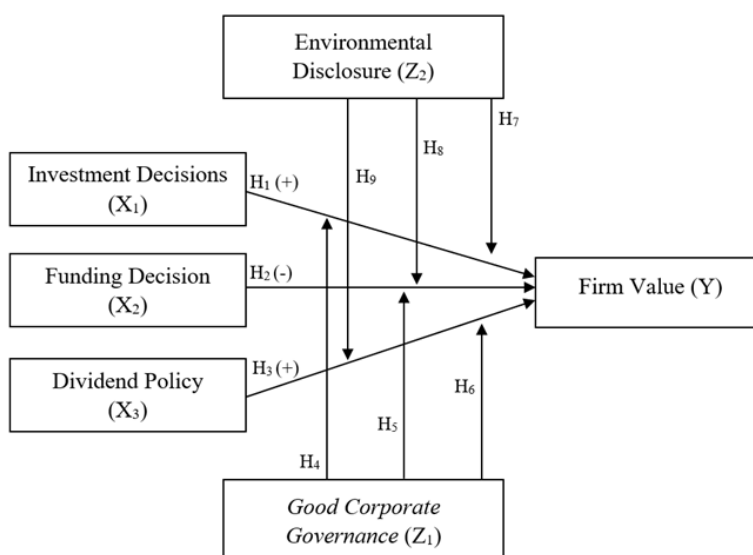 Environmental
Disclosure (Z₂)
H₇
H₈
H₉
Investment Decisions
(X₁)
H₁ (+)
Funding Decision
(X₂)
H₂ (-)
Firm Value (Y)
Dividend Policy
(X₃)
H₃ (+)
H₆
H₅
H₄
Good Corporate
Governance (Z₁)